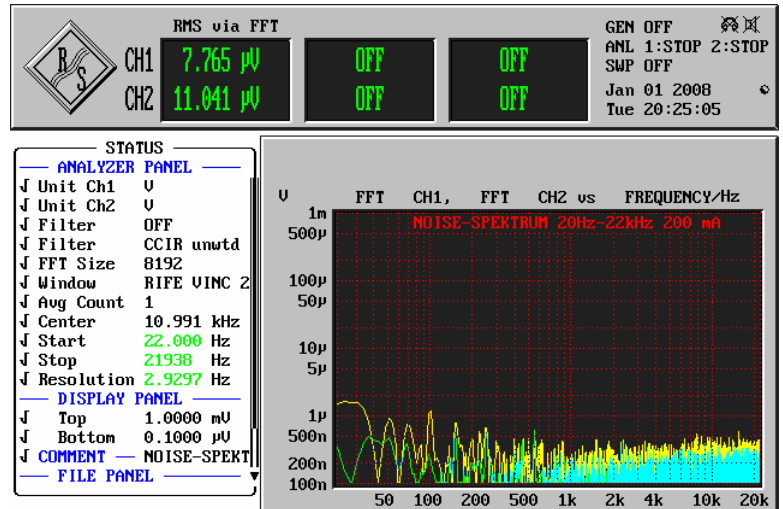 RMS via FFT
R
S
CH1 7.765 µV OFF OFF
CH2 11.041 µV OFF OFF
GEN OFF
ANL 1:STOP 2:STOP
SWP OFF
Jan 01 2008
Tue 20:25:05
STATUS
ANALYZER PANEL
Unit Ch1 V
Unit Ch2 V
Filter OFF
Filter CCIR unwtd
FFT Size 8192
Window RIFE VINC 2
Avg Count 1
Center 10.991 kHz
Start 22.000 Hz
Stop 21938 Hz
Resolution 2.9297 Hz
DISPLAY PANEL
Top 1.0000 mV
Bottom 0.1000 µV
COMMENT NOISE-SPEKT
FILE PANEL
V FFT CH1, FFT CH2 vs FREQUENCY/Hz
NOISE-SPEKTRUM 20Hz-22kHz 200 mA
1m
500µ
100µ
50µ
10µ
5µ
1µ
500n
200n
100n
50 100 200 500 1k 2k 4k 10k 20k